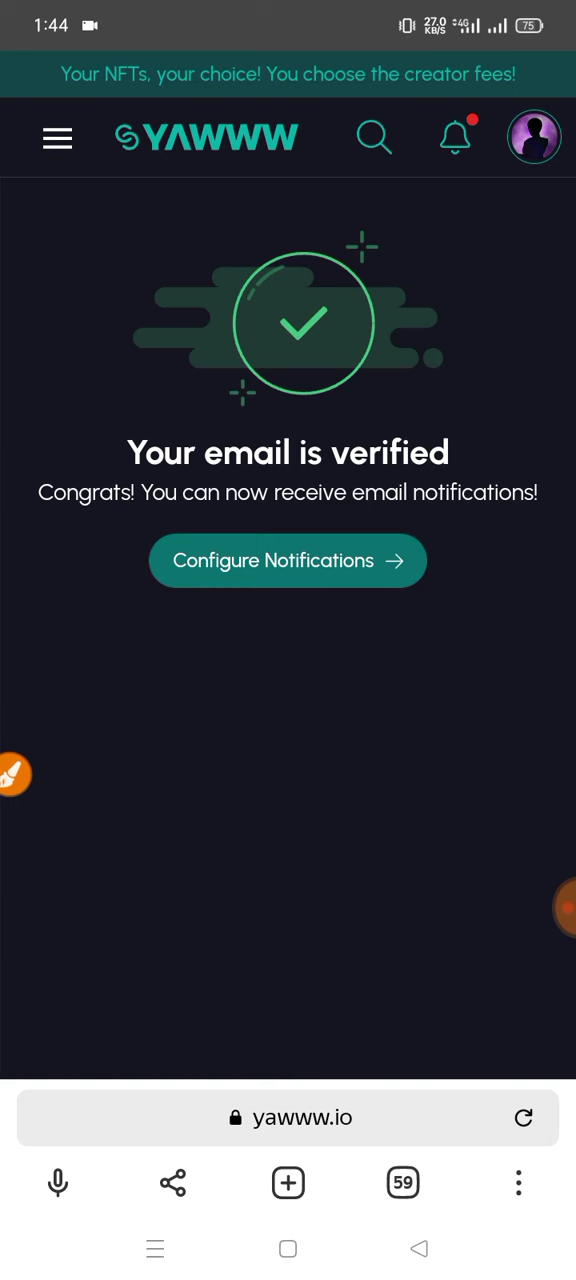 1:44
27.0
KB/S
4G
75
Your NFTs, your choice! You choose the creator fees!
YAWWW
Your email is verified
Congrats! You can now receive email notifications!
Configure Notifications →
yawww.io
59